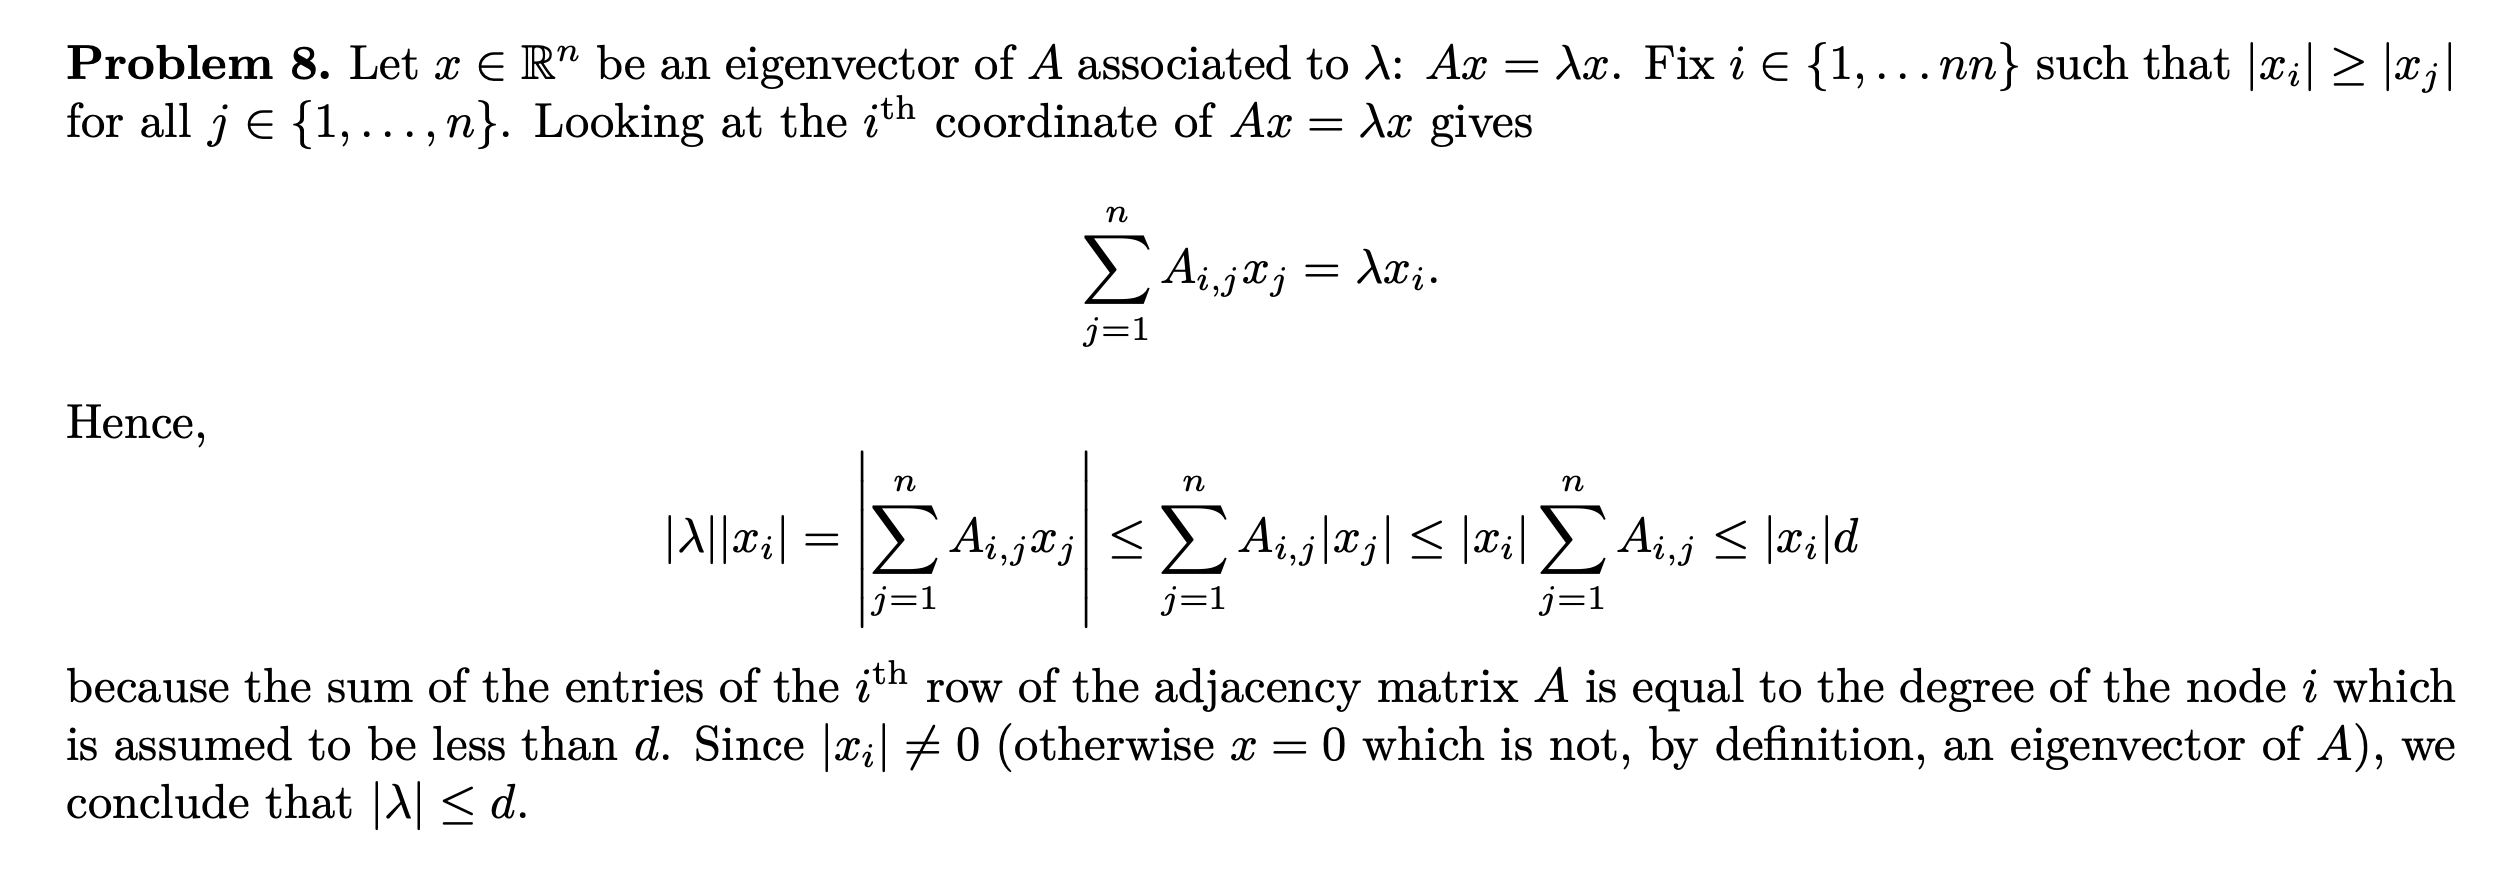 Problem 8. Let $x \in \mathbb{R}^n$ be an eigenvector of $A$ associated to $\lambda$: $Ax = \lambda x$. Fix $i \in \{1, \ldots n\}$ such that $|x_i| \geq |x_j|$
for all $j \in \{1, \ldots, n\}$. Looking at the $i^{\text{th}}$ coordinate of $Ax = \lambda x$ gives
$$\sum_{j=1}^{n} A_{i,j} x_j = \lambda x_i.$$
Hence,
$$|\lambda||x_i| = \left| \sum_{j=1}^{n} A_{i,j} x_j \right| \leq \sum_{j=1}^{n} A_{i,j} |x_j| \leq |x_i| \sum_{j=1}^{n} A_{i,j} \leq |x_i| d$$
because the sum of the entries of the $i^{\text{th}}$ row of the adjacency matrix $A$ is equal to the degree of the node $i$ which
is assumed to be less than $d$. Since $|x_i| \neq 0$ (otherwise $x = 0$ which is not, by definition, an eigenvector of $A$), we
conclude that $|\lambda| \leq d$.